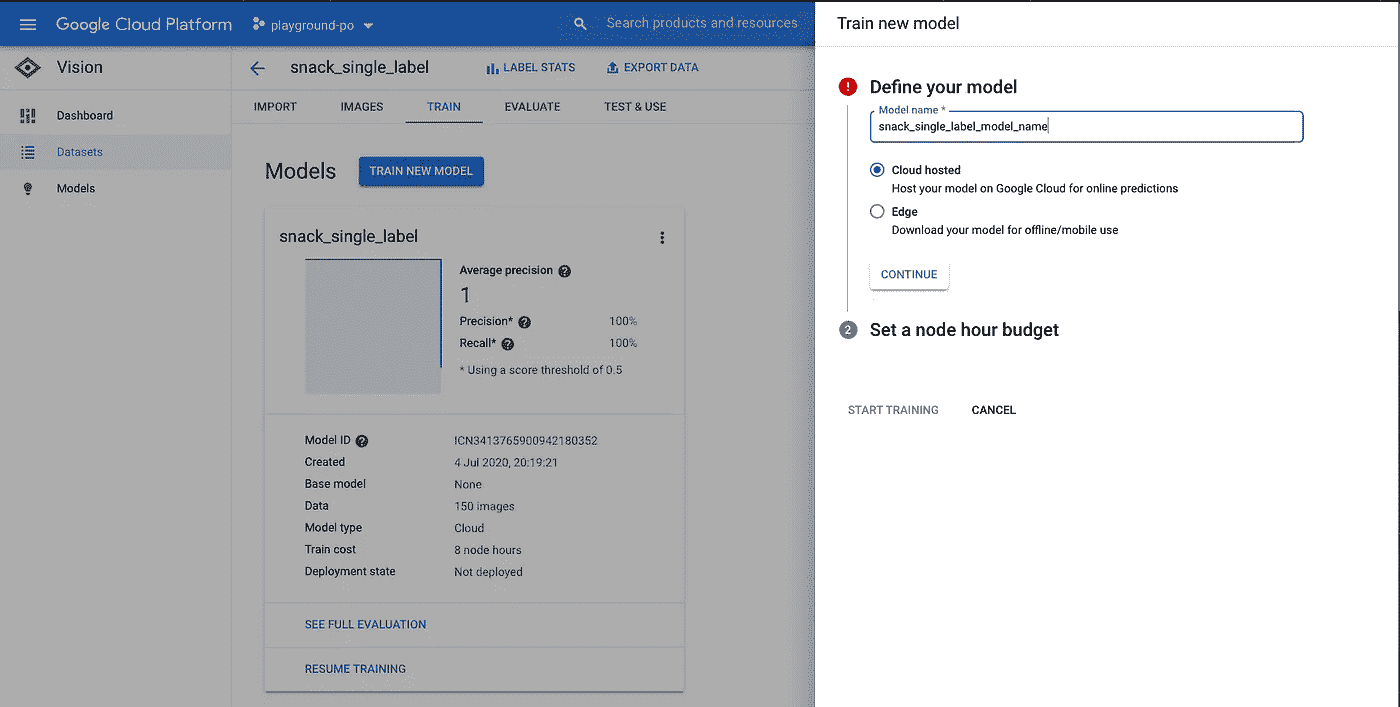 Google Cloud Platform
playground-po
Search products and resources
Vision
Dashboard
Datasets
Models
snack_single_label
LABEL STATS
EXPORT DATA
IMPORT
IMAGES
TRAIN
EVALUATE
TEST & USE
Models
TRAIN NEW MODEL
snack_single_label
Average precision ?
1
Precision* ? 100%
Recall* ? 100%
* Using a score threshold of 0.5
Model ID ? ICN3413765900942180352
Created 4 Jul 2020, 20:19:21
Base model None
Data 150 images
Model type Cloud
Train cost 8 node hours
Deployment state Not deployed
SEE FULL EVALUATION
RESUME TRAINING
Train new model
! Define your model
Model name *
snack_single_label_model_name
Cloud hosted
Host your model on Google Cloud for online predictions
Edge
Download your model for offline/mobile use
CONTINUE
2 Set a node hour budget
START TRAINING
CANCEL